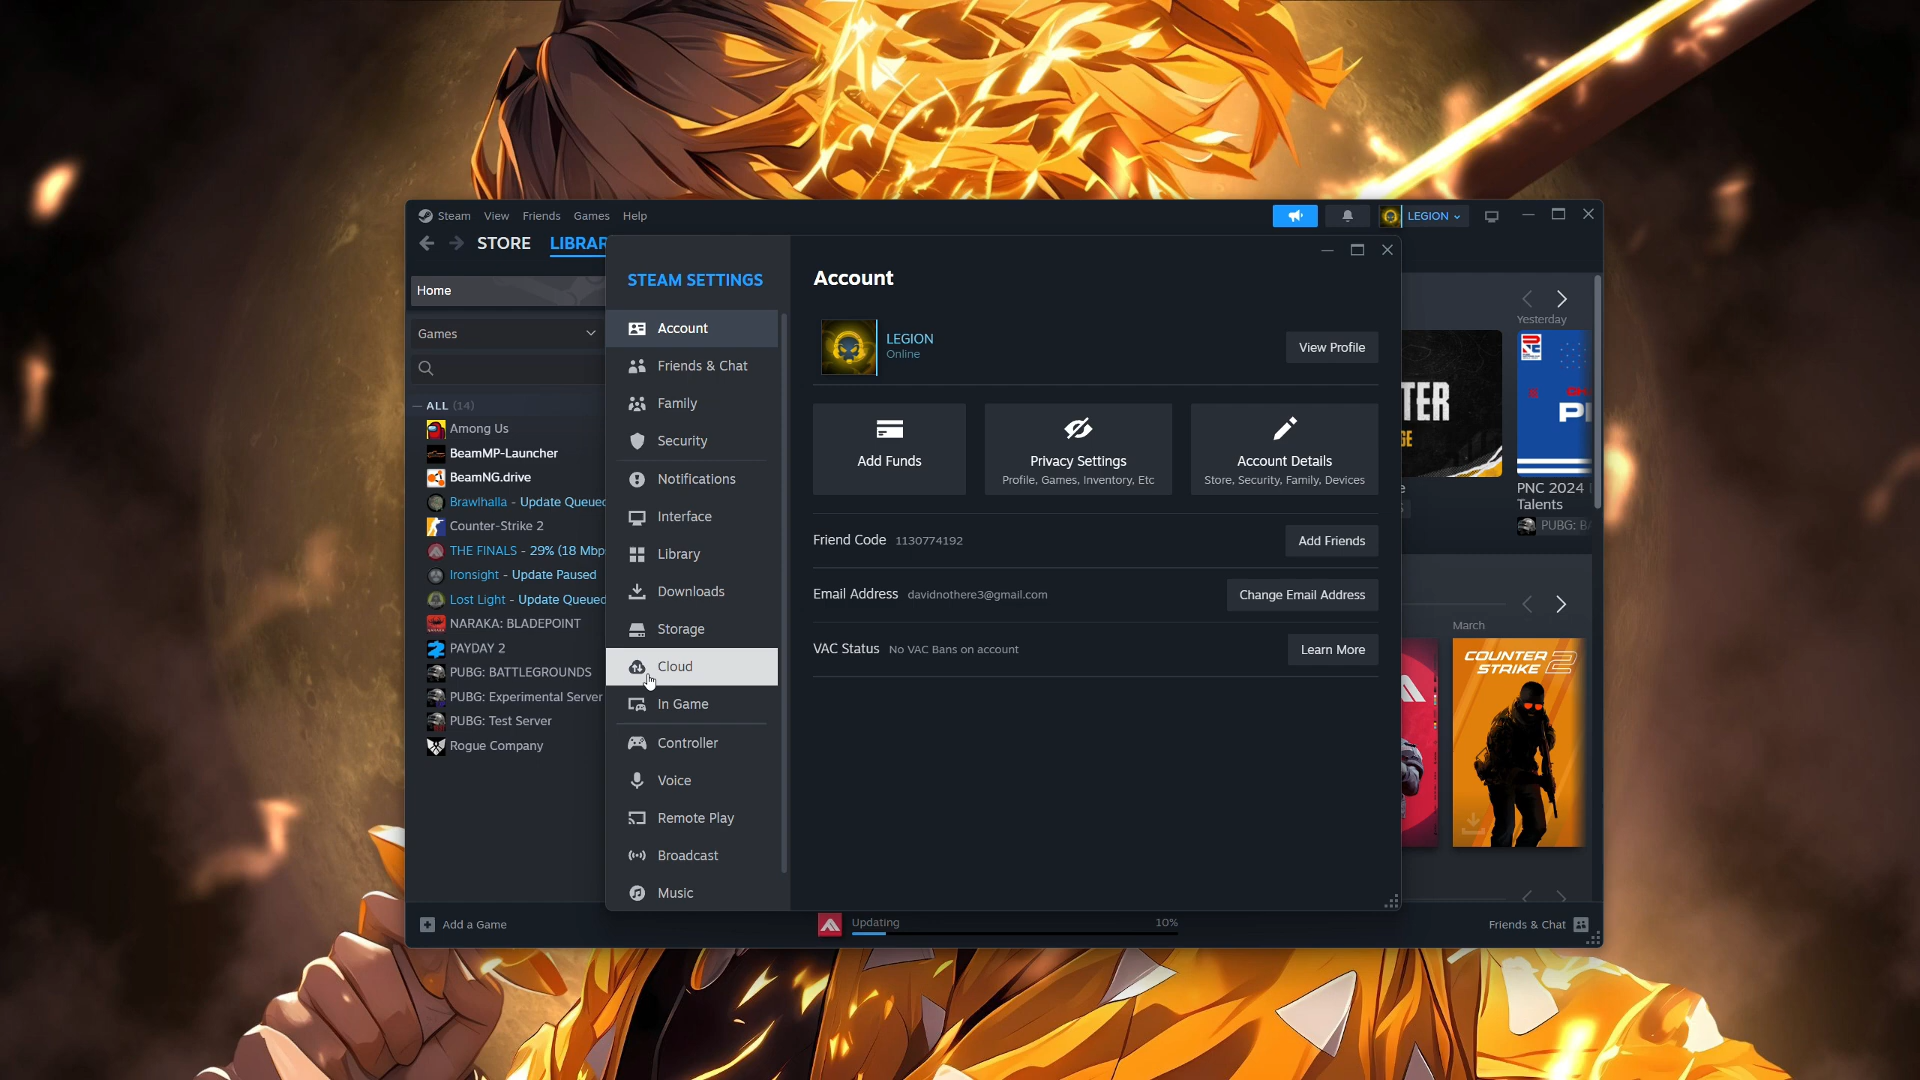 Steam View Friends Games Help
LEGION
STORE LIBRAR
Home
Games
ALL (14)
Among Us
BeamMP-Launcher
BeamNG.drive
Brawlhalla - Update Queued
Counter-Strike 2
THE FINALS - 29% (18 Mbp
Ironsight - Update Paused
Lost Light - Update Queued
NARAKA: BLADEPOINT
PAYDAY 2
PUBG: BATTLEGROUNDS
PUBG: Experimental Server
PUBG: Test Server
Rogue Company
Add a Game
STEAM SETTINGS
Account
Friends & Chat
Family
Security
Notifications
Interface
Library
Downloads
Storage
Cloud
In Game
Controller
Voice
Remote Play
Broadcast
Music
Account
LEGION
Online
View Profile
Add Funds
Privacy Settings
Profile, Games, Inventory, Etc
Account Details
Store, Security, Family, Devices
Friend Code 1130774192
Add Friends
Email Address davidnothere3@gmail.com
Change Email Address
VAC Status No VAC Bans on account
Learn More
Yesterday
TER
GE
PNC 2024
Talents
PUBG: BA
March
COUNTER
STRIKE 2
Updating
10%
Friends & Chat